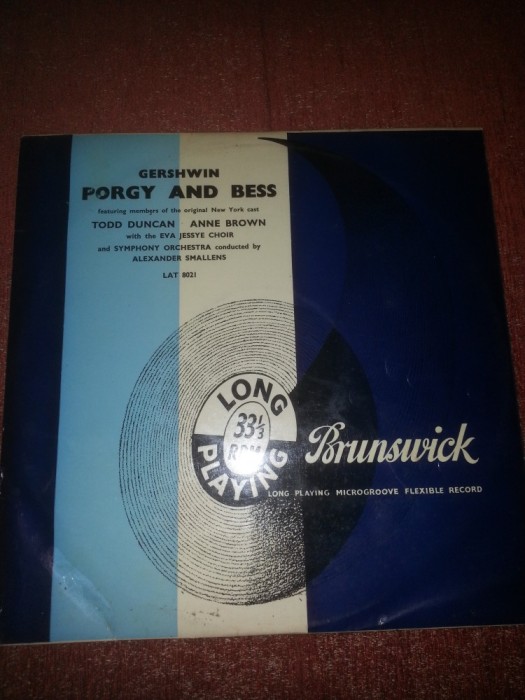 GERSHWIN
PORGY AND BESS
featuring members of the original New York cast
TODD DUNCAN ANNE BROWN
with the EVA JESSYE CHOIR
and SYMPHONY ORCHESTRA conducted by
ALEXANDER SMALLENS
LAT 8021
LONG
33 1/3
RPM
PLAYING
Brunswick
LONG PLAYING MICROGROOVE FLEXIBLE RECORD